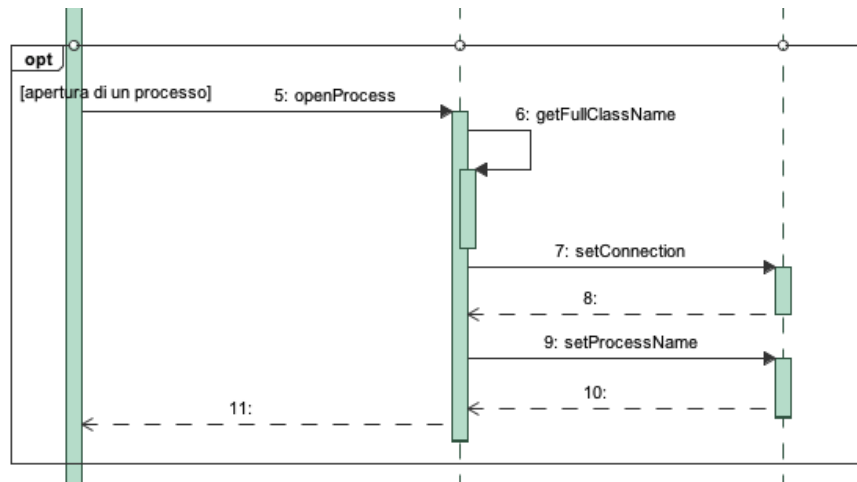 opt
[apertura di un processo]
5: openProcess
6: getFullClassName
7: setConnection
8:
9: setProcessName
10:
11: